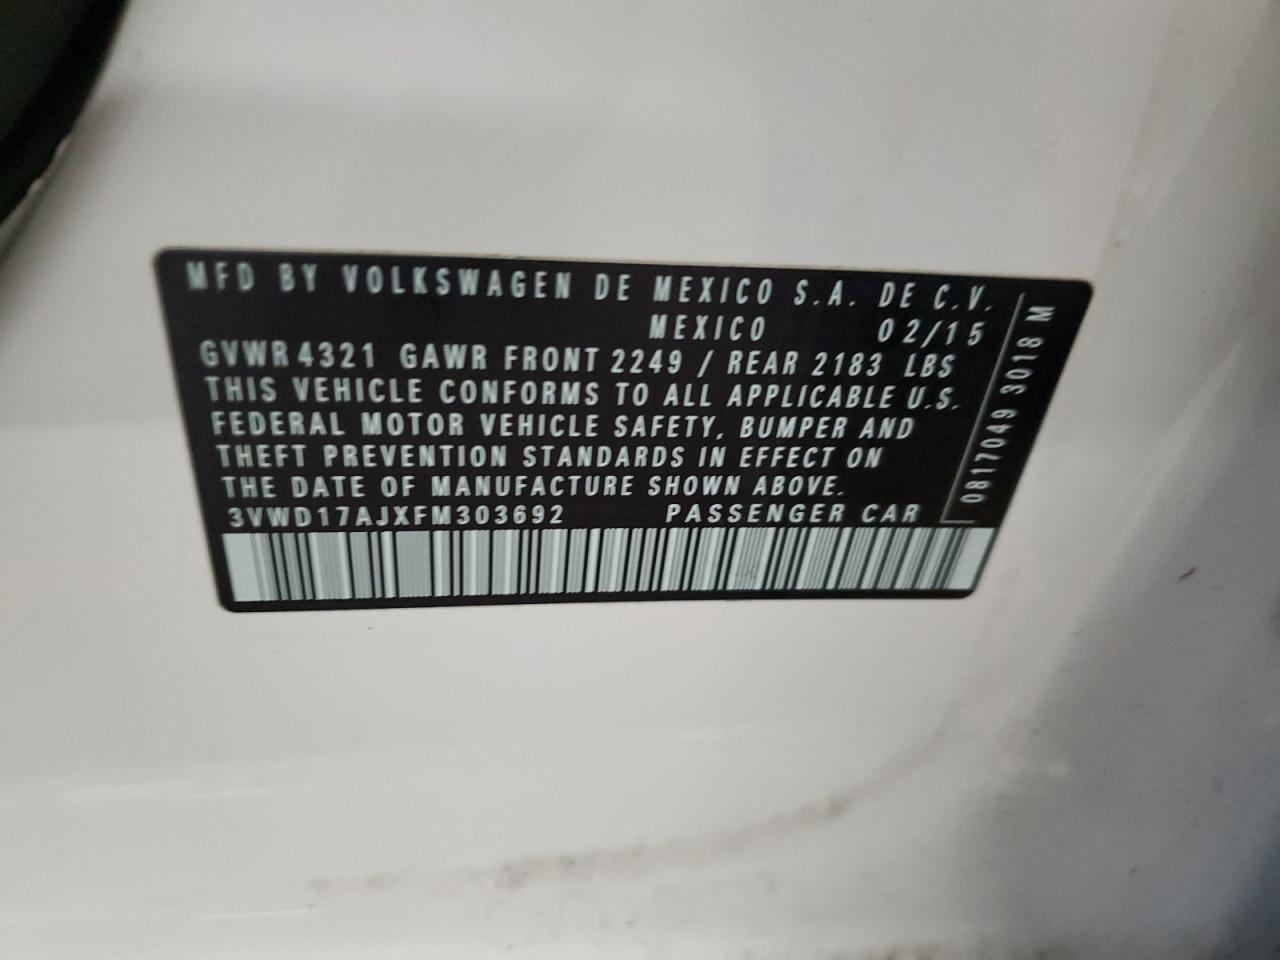 MFD BY VOLKSWAGEN DE MEXICO S.A. DE C.V.
MEXICO 02/15
GVWR 4321 GAWR FRONT 2249 / REAR 2183 LBS
THIS VEHICLE CONFORMS TO ALL APPLICABLE U.S.
FEDERAL MOTOR VEHICLE SAFETY, BUMPER AND
THEFT PREVENTION STANDARDS IN EFFECT ON
THE DATE OF MANUFACTURE SHOWN ABOVE.
3VWD17AJXFM303692 PASSENGER CAR
0817049 3018 M